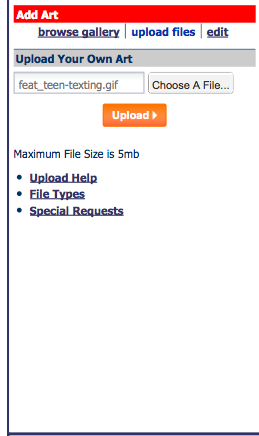 Add Art
browse gallery | upload files | edit
Upload Your Own Art
feat_teen-texting.gif Choose A File...
Upload
Maximum File Size is 5mb
• Upload Help
• File Types
• Special Requests